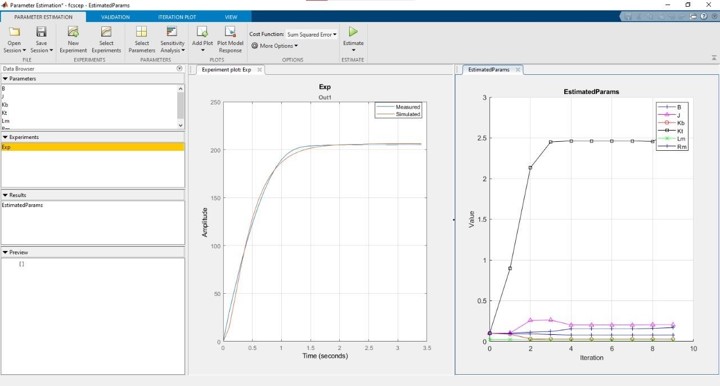 Parameter Estimation* - fcscep - EstimatedParams
PARAMETER ESTIMATION VALIDATION ITERATION PLOT VIEW
Open Session Save Session New Experiment Select Experiments Select Parameters Sensitivity Analysis Add Plot Plot Model Response Cost Function: Sum Squared Error More Options Estimate
FILE EXPERIMENTS PARAMETERS PLOTS OPTIONS ESTIMATE
Data Browser
Parameters
B
J
Kb
Kt
Lm
Rm
Experiments
Exp
Results
EstimatedParams
Preview
[]
Experiment plot: Exp
Exp
Out1
Measured
Simulated
250
200
150
100
50
0
Amplitude
0 0.5 1 1.5 2 2.5 3 3.5
Time (seconds)
EstimatedParams
EstimatedParams
B
J
Kb
Kt
Lm
Rm
3
2.5
2
1.5
1
0.5
0
Value
0 2 4 6 8 10
Iteration